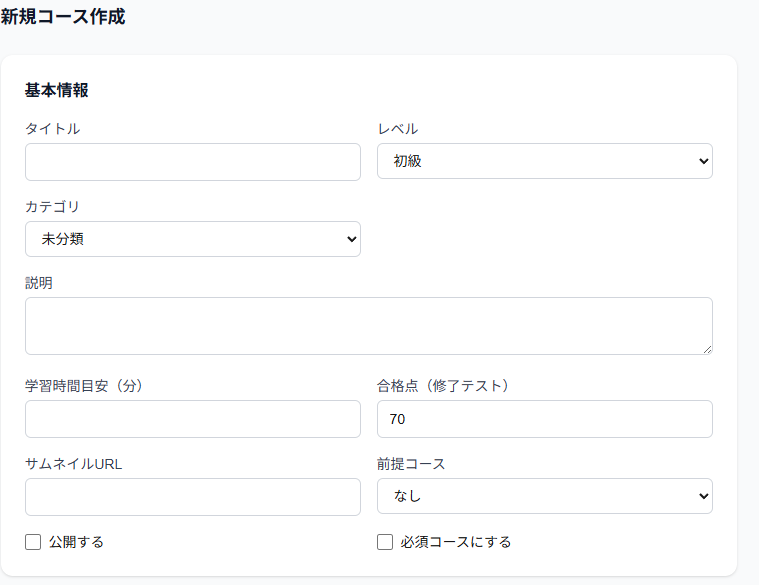 新規コース作成
基本情報
タイトル
レベル
初級
カテゴリ
未分類
説明
学習時間目安（分）
合格点（修了テスト）
70
サムネイルURL
前提コース
なし
公開する
必須コースにする